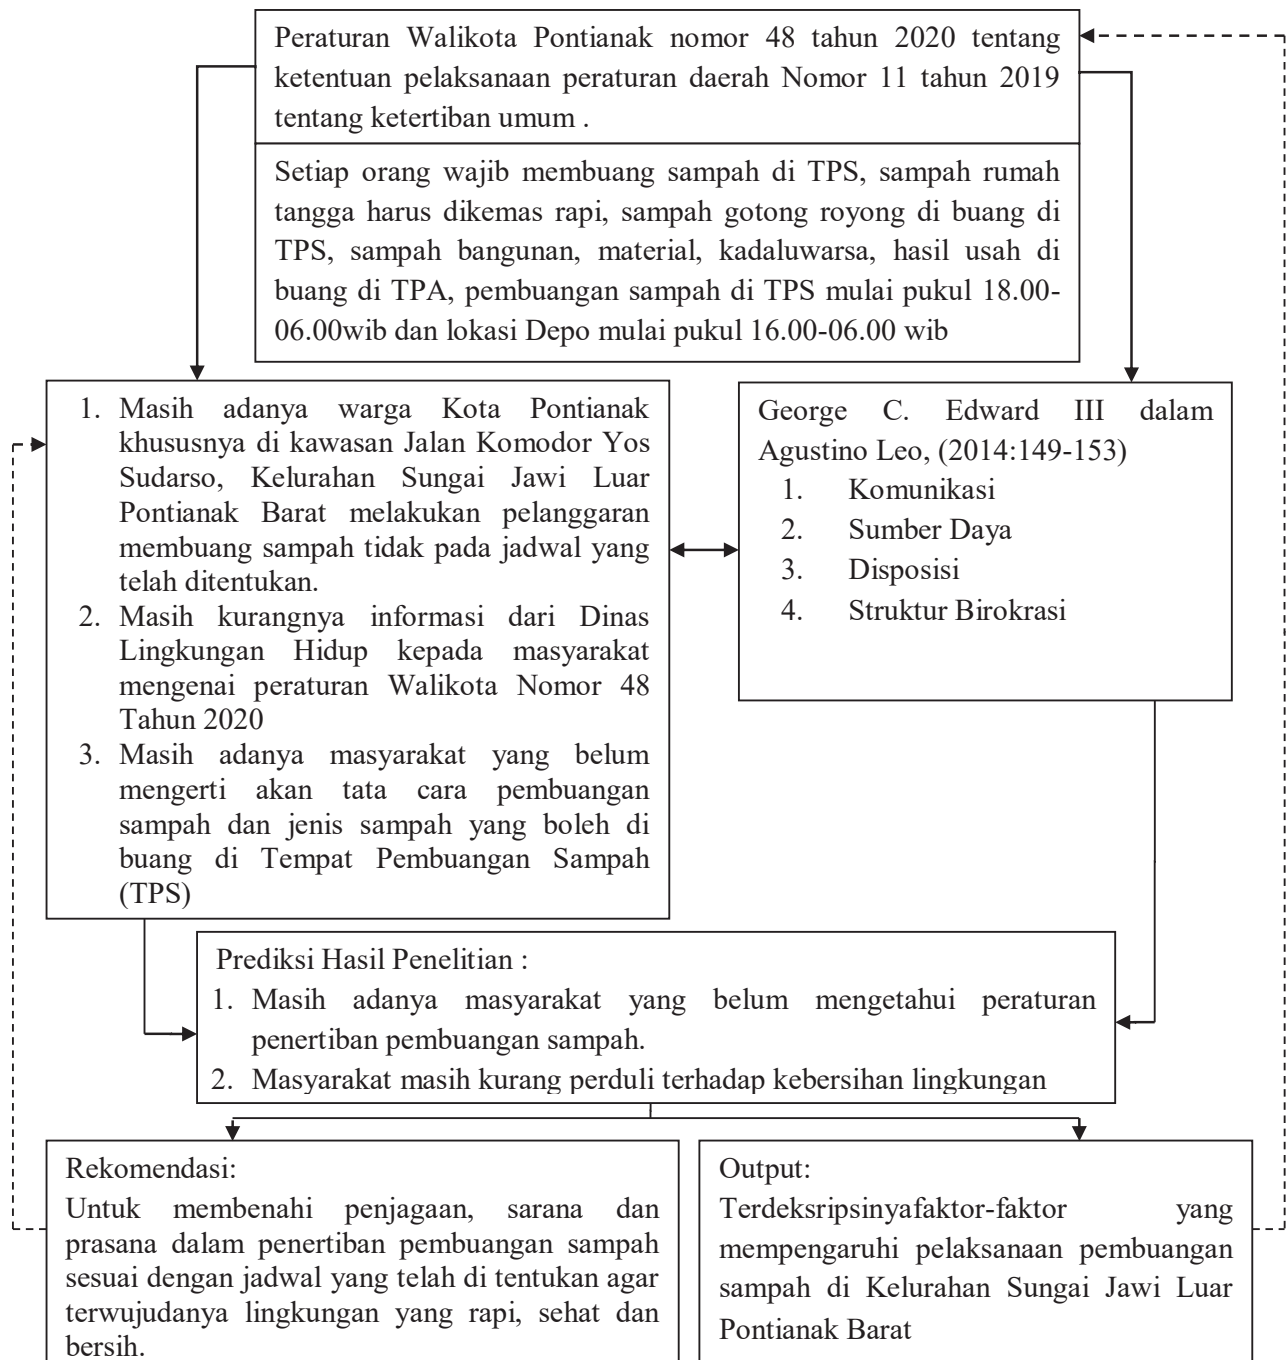 Peraturan Walikota Pontianak nomor 48 tahun 2020 tentang
ketentuan pelaksanaan peraturan daerah Nomor 11 tahun 2019
tentang ketertiban umum .
Setiap orang wajib membuang sampah di TPS, sampah rumah
tangga harus dikemas rapi, sampah gotong royong di buang di
TPS, sampah bangunan, material, kadaluwarsa, hasil usah di
buang di TPA, pembuangan sampah di TPS mulai pukul 18.00-
06.00wib dan lokasi Depo mulai pukul 16.00-06.00 wib
1. Masih adanya warga Kota Pontianak
khususnya di kawasan Jalan Komodor Yos
Sudarso, Kelurahan Sungai Jawi Luar
Pontianak Barat melakukan pelanggaran
membuang sampah tidak pada jadwal yang
telah ditentukan.
2. Masih kurangnya informasi dari Dinas
Lingkungan Hidup kepada masyarakat
mengenai peraturan Walikota Nomor 48
Tahun 2020
3. Masih adanya masyarakat yang belum
mengerti akan tata cara pembuangan
sampah dan jenis sampah yang boleh di
buang di Tempat Pembuangan Sampah
(TPS)
George C. Edward III dalam
Agustino Leo, (2014:149-153)
1. Komunikasi
2. Sumber Daya
3. Disposisi
4. Struktur Birokrasi
Prediksi Hasil Penelitian :
1. Masih adanya masyarakat yang belum mengetahui peraturan
penertiban pembuangan sampah.
2. Masyarakat masih kurang perduli terhadap kebersihan lingkungan
Rekomendasi:
Untuk membenahi penjagaan, sarana dan
prasana dalam penertiban pembuangan sampah
sesuai dengan jadwal yang telah di tentukan agar
terwujudanya lingkungan yang rapi, sehat dan
bersih.
Output:
Terdeksripsinyafaktor-faktor yang
mempengaruhi pelaksanaan pembuangan
sampah di Kelurahan Sungai Jawi Luar
Pontianak Barat